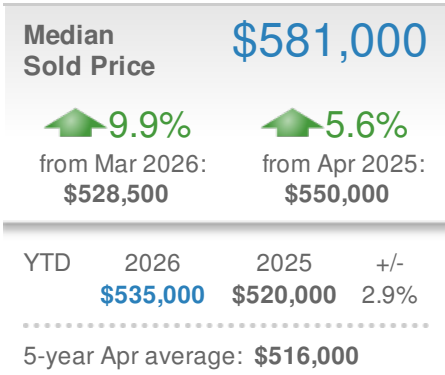 Median $581,000
Sold Price
9.9% 5.6%
from Mar 2026: from Apr 2025:
$528,500 $550,000
YTD 2026 2025 +/-
$535,000 $520,000 2.9%
5-year Apr average: $516,000